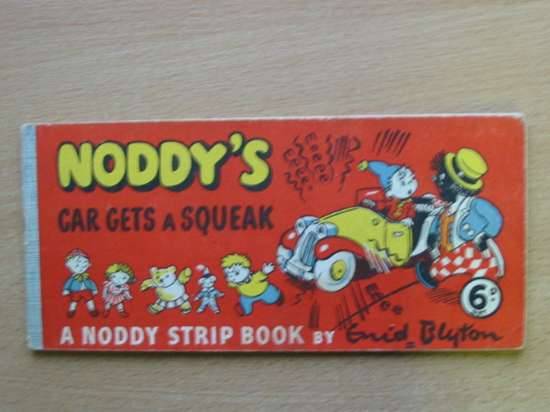 NODDY'S
CAR GETS A SQUEAK
6D
A NODDY STRIP BOOK BY Enid Blyton